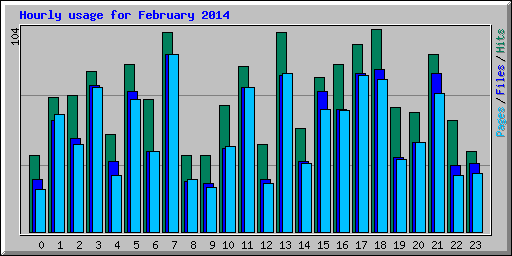 Hourly usage for February 2014
104
Pages / Files / Hits
0 1 2 3 4 5 6 7 8 9 10 11 12 13 14 15 16 17 18 19 20 21 22 23